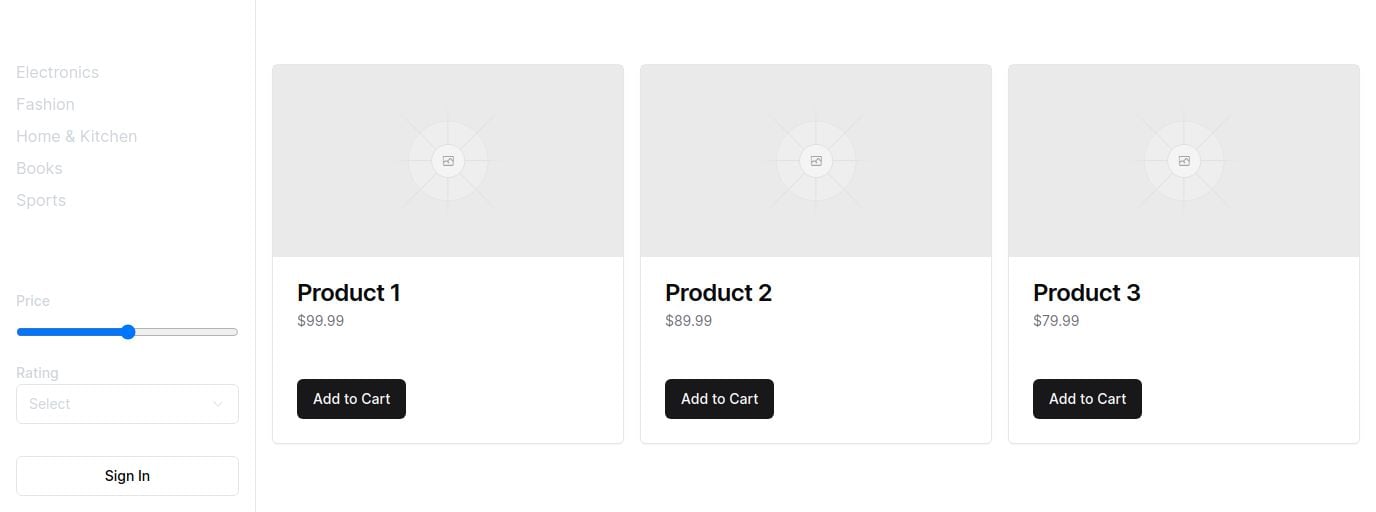 Electronics
Fashion
Home & Kitchen
Books
Sports
Price
Rating
Select
Sign In
Product 1
$99.99
Add to Cart
Product 2
$89.99
Add to Cart
Product 3
$79.99
Add to Cart